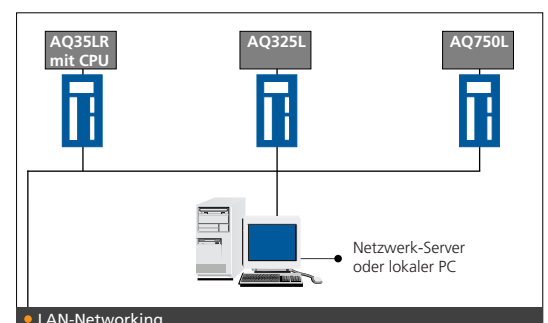 AQ35LR
mit CPU
AQ325L
AQ750L
Netzwerk-Server
oder lokaler PC
LAN-Networking